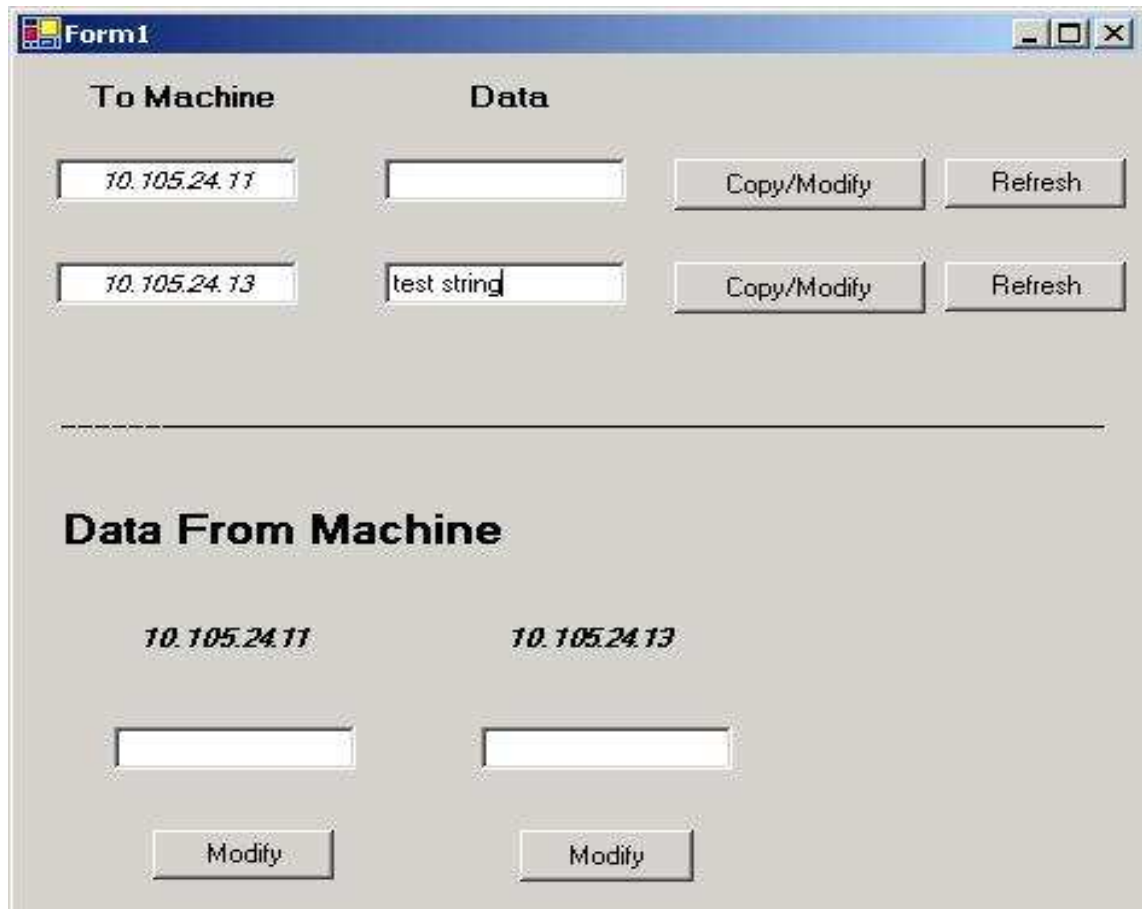 Form1
To Machine Data
10.105.24.11 Copy/Modify Refresh
10.105.24.13 test string Copy/Modify Refresh
Data From Machine
10.105.24.11 10.105.24.13
Modify Modify